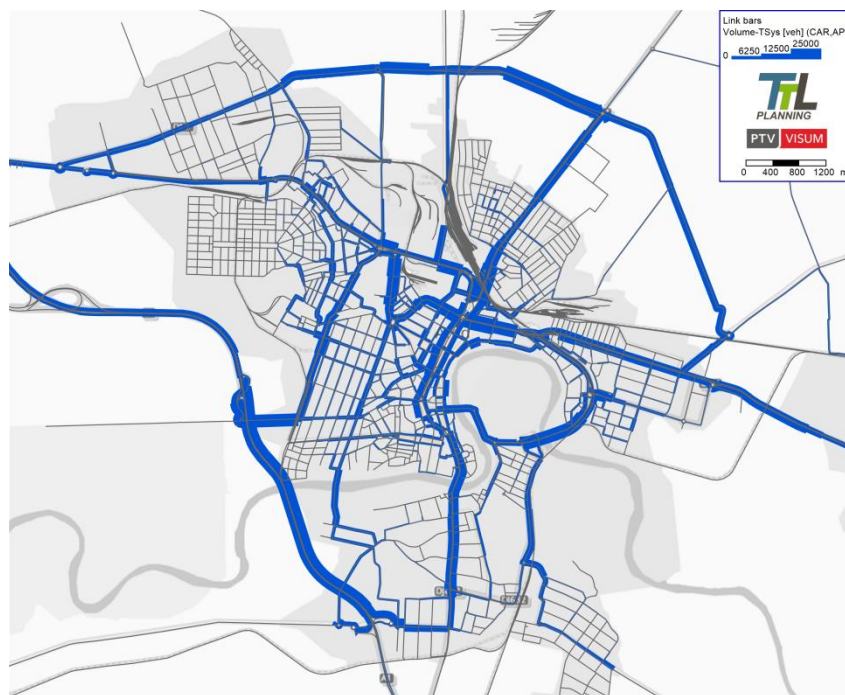 Link bars
Volume-TSys [veh] (CAR,AP
0 6250 12500 25000
TTL
PLANNING
PTV VISUM
0 400 800 1200 m